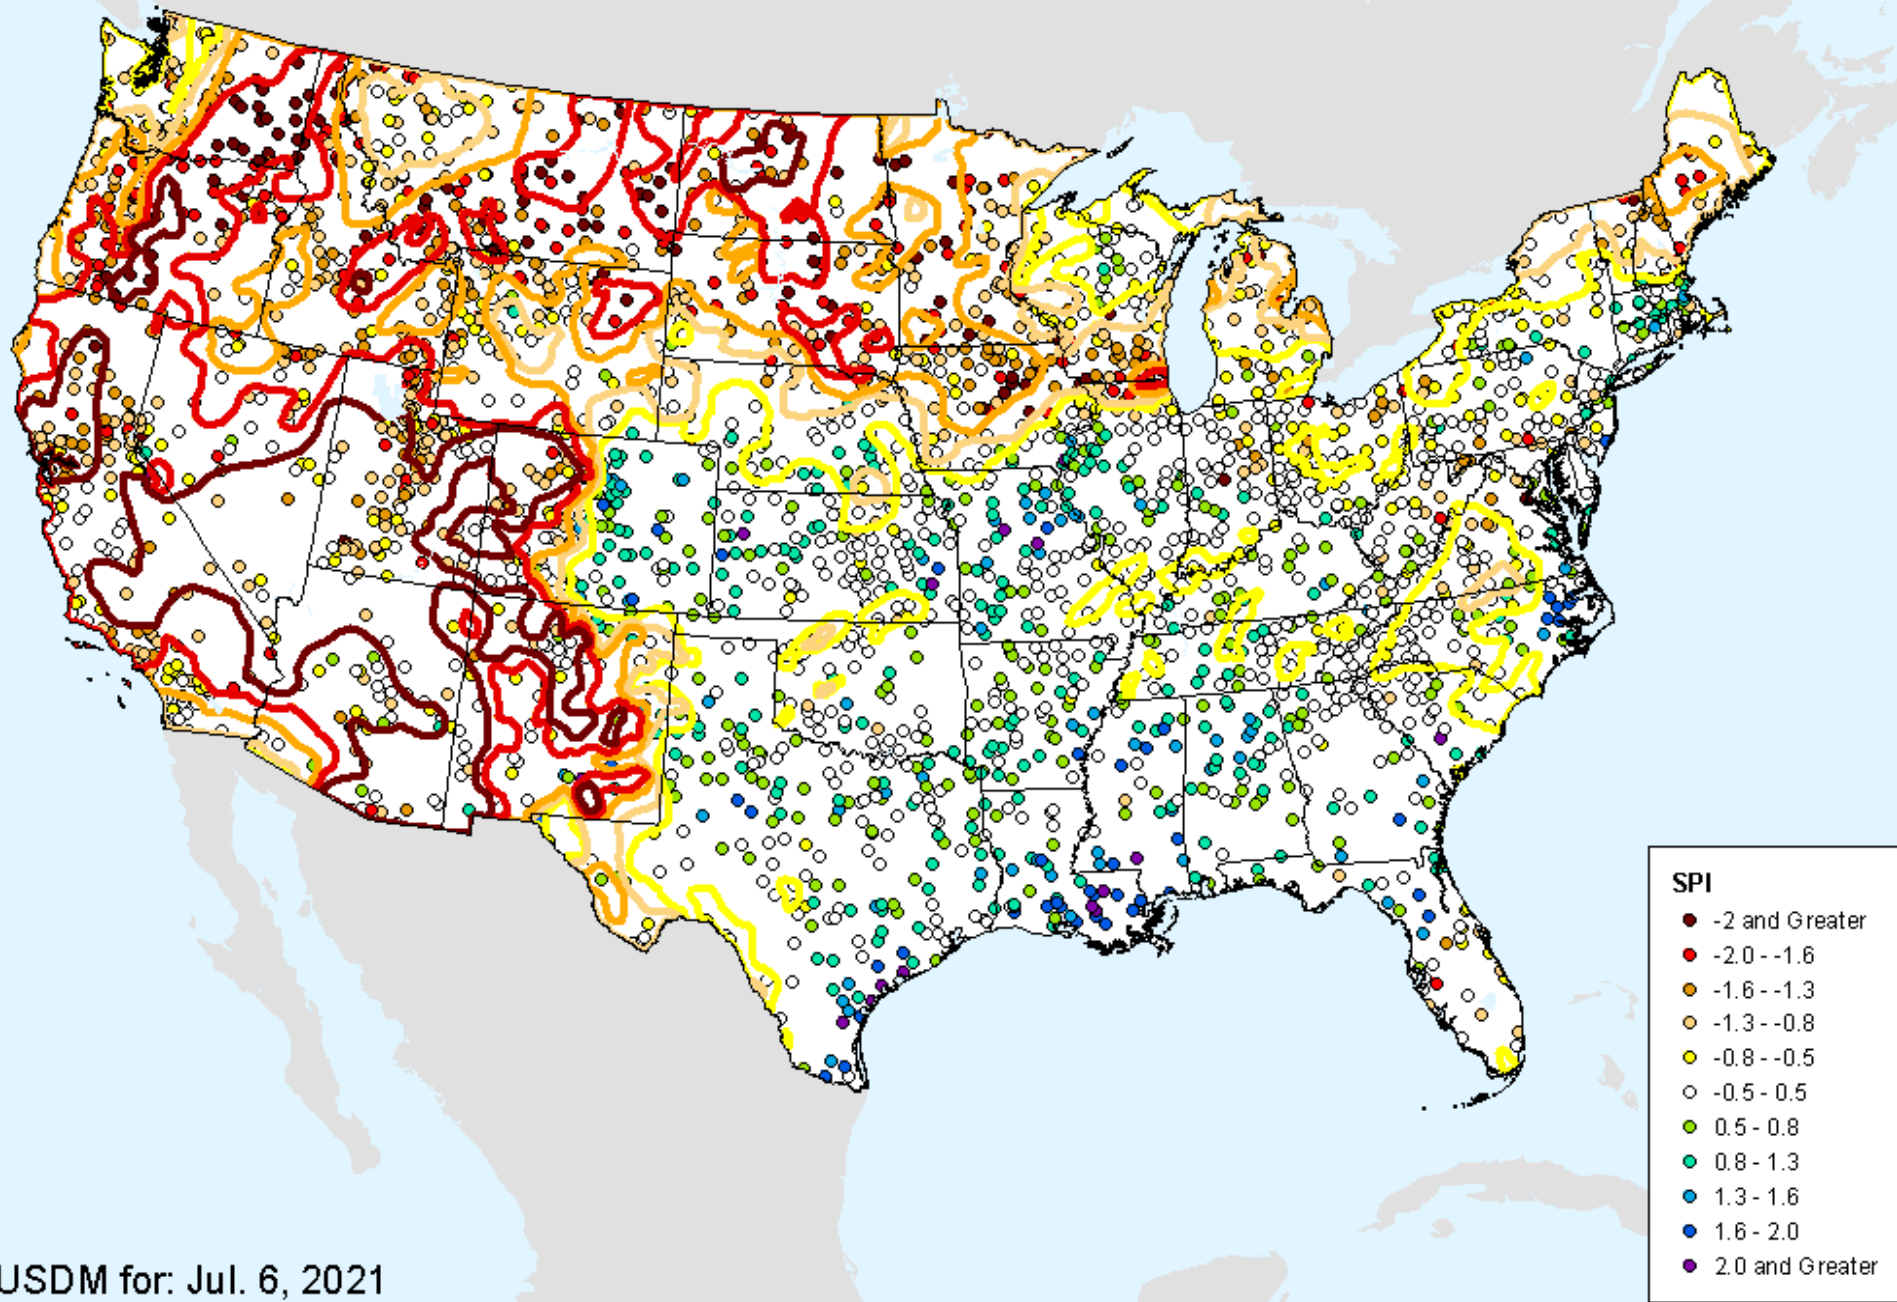 SPI
-2 and Greater
-2.0 - -1.6
-1.6 - -1.3
-1.3 - -0.8
-0.8 - -0.5
-0.5 - 0.5
0.5 - 0.8
0.8 - 1.3
1.3 - 1.6
1.6 - 2.0
2.0 and Greater
USDM for: Jul. 6, 2021